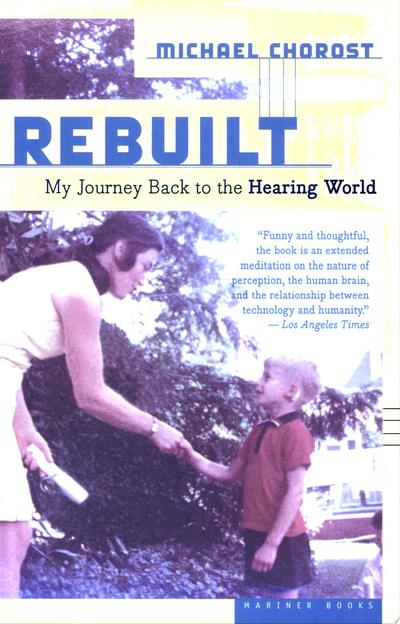 MICHAEL CHOROST
REBUILT
My Journey Back to the Hearing World
“Funny and thoughtful,
the book is an extended
meditation on the nature of
perception, the human brain,
and the relationship between
technology and humanity.”
— Los Angeles Times
MARINER BOOKS